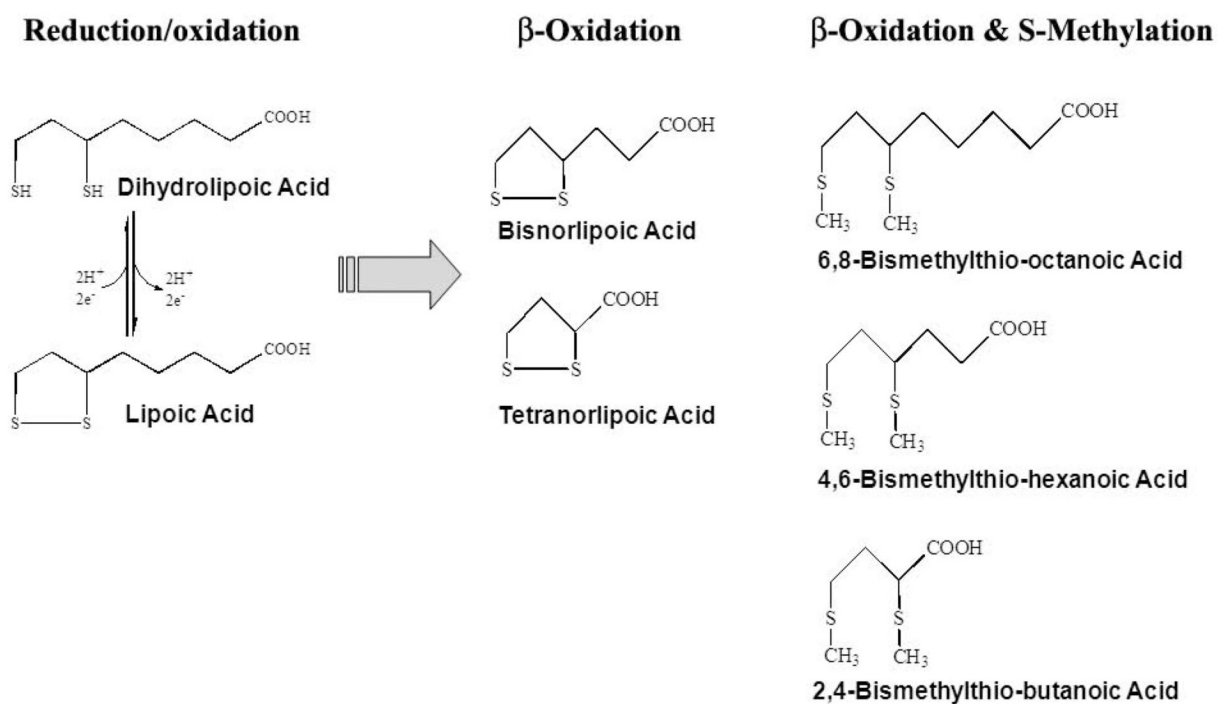 Reduction/oxidation
COOH
SH
SH
Dihydrolipoic Acid
2H+
2e-
2H+
2e-
COOH
S
S
Lipoic Acid
β-Oxidation
COOH
S
S
Bisnorlipoic Acid
COOH
S
S
Tetranorlipoic Acid
β-Oxidation & S-Methylation
COOH
S
S
CH3
CH3
6,8-Bismethylthio-octanoic Acid
COOH
S
S
CH3
CH3
4,6-Bismethylthio-hexanoic Acid
COOH
S
S
CH3
CH3
2,4-Bismethylthio-butanoic Acid